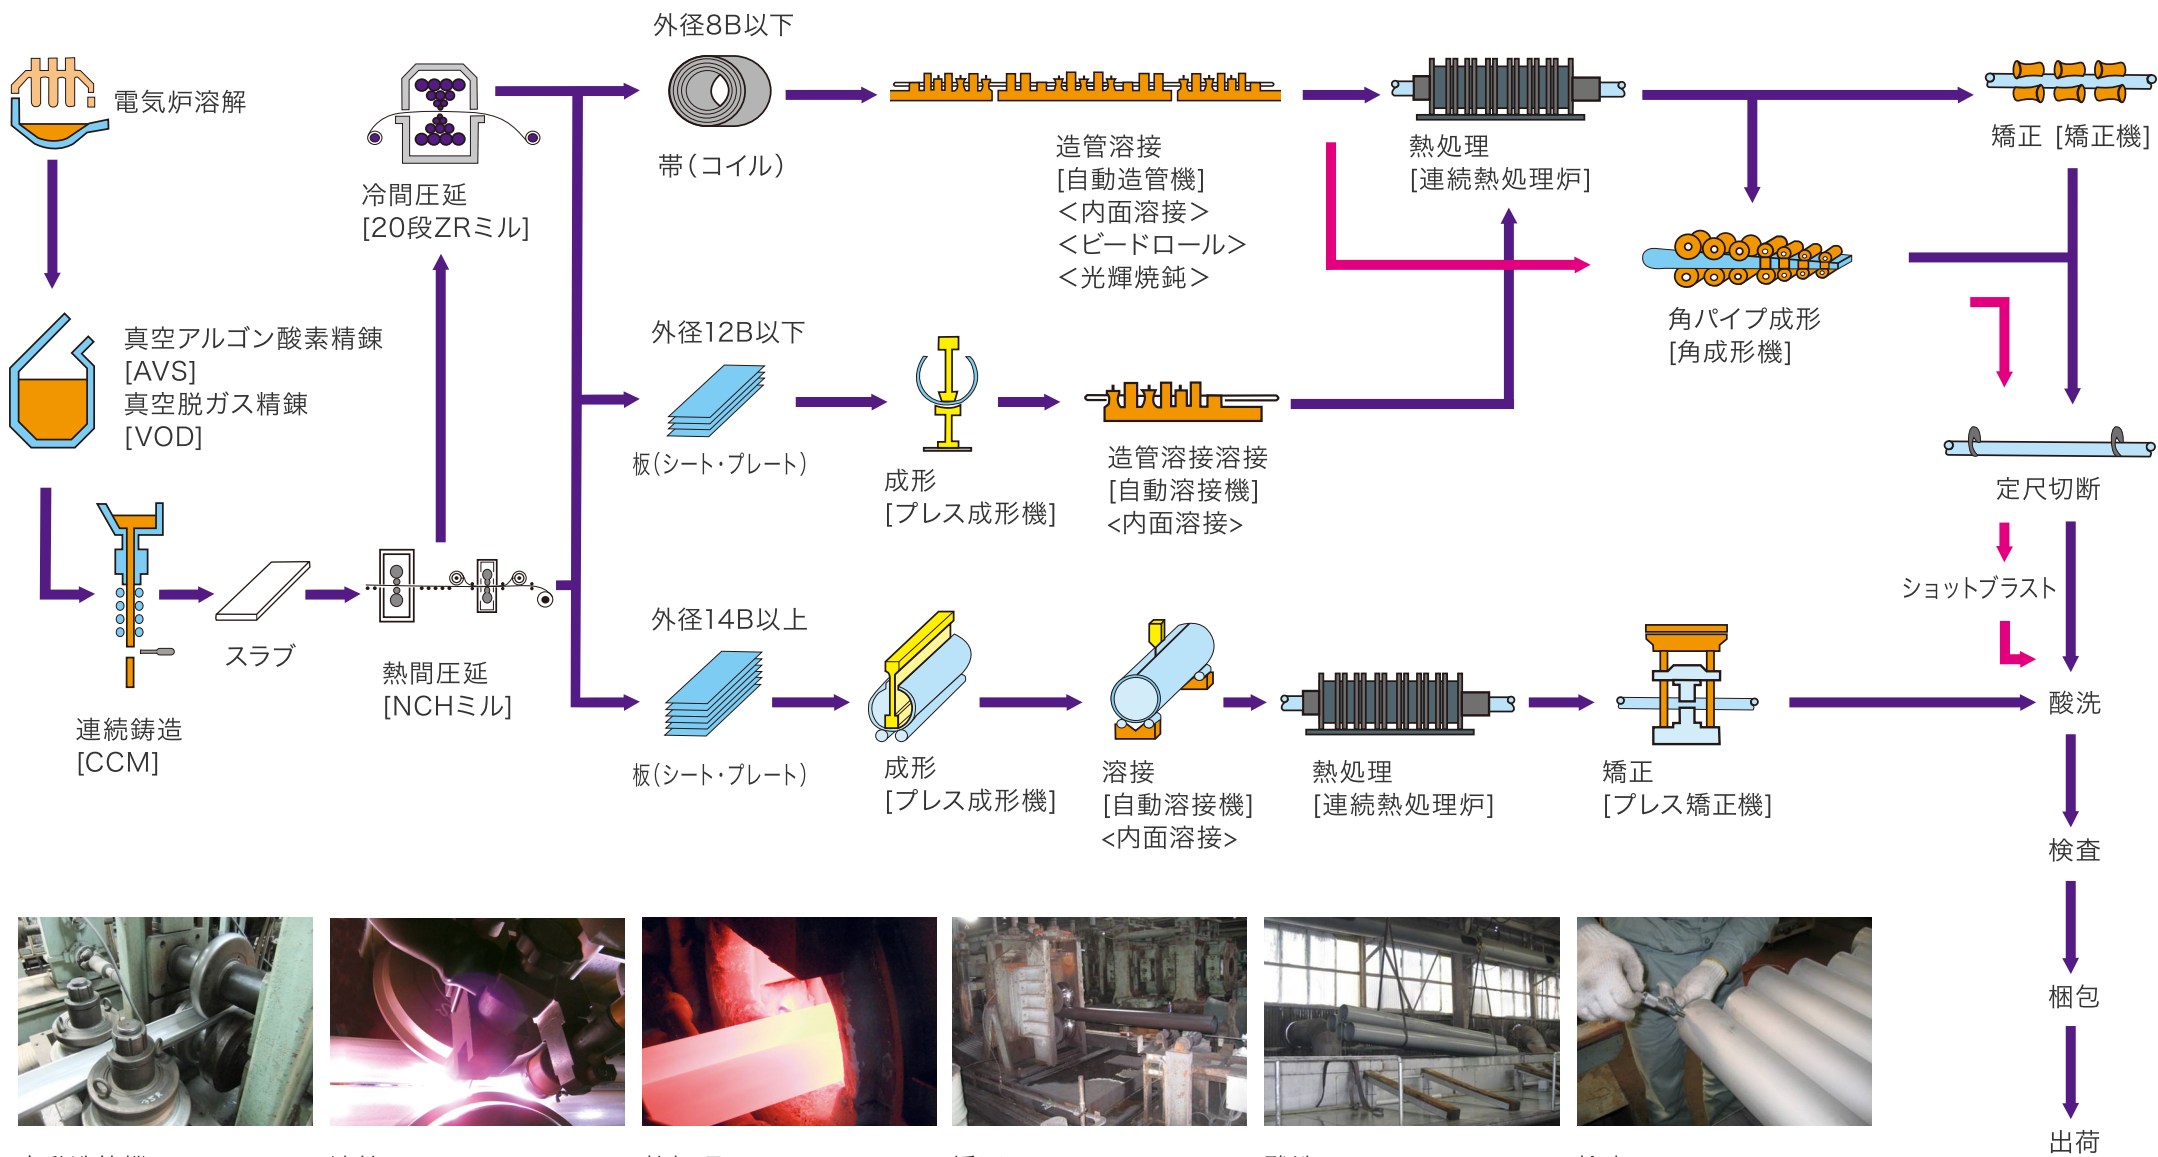 電気炉溶解
真空アルゴン酸素精錬
[AVS]
真空脱ガス精錬
[VOD]
連続鋳造
[CCM]
スラブ
熱間圧延
[NCHミル]
冷間圧延
[20段ZRミル]
外径8B以下
帯(コイル)
造管溶接
[自動造管機]
＜内面溶接＞
＜ビードロール＞
＜光輝焼鈍＞
熱処理
[連続熱処理炉]
矯正 [矯正機]
角パイプ成形
[角成形機]
外径12B以下
板(シート・プレート)
成形
[プレス成形機]
造管溶接溶接
[自動溶接機]
<内面溶接>
定尺切断
ショットブラスト
外径14B以上
板(シート・プレート)
成形
[プレス成形機]
溶接
[自動溶接機]
<内面溶接>
熱処理
[連続熱処理炉]
矯正
[プレス矯正機]
酸洗
検査
梱包
出荷